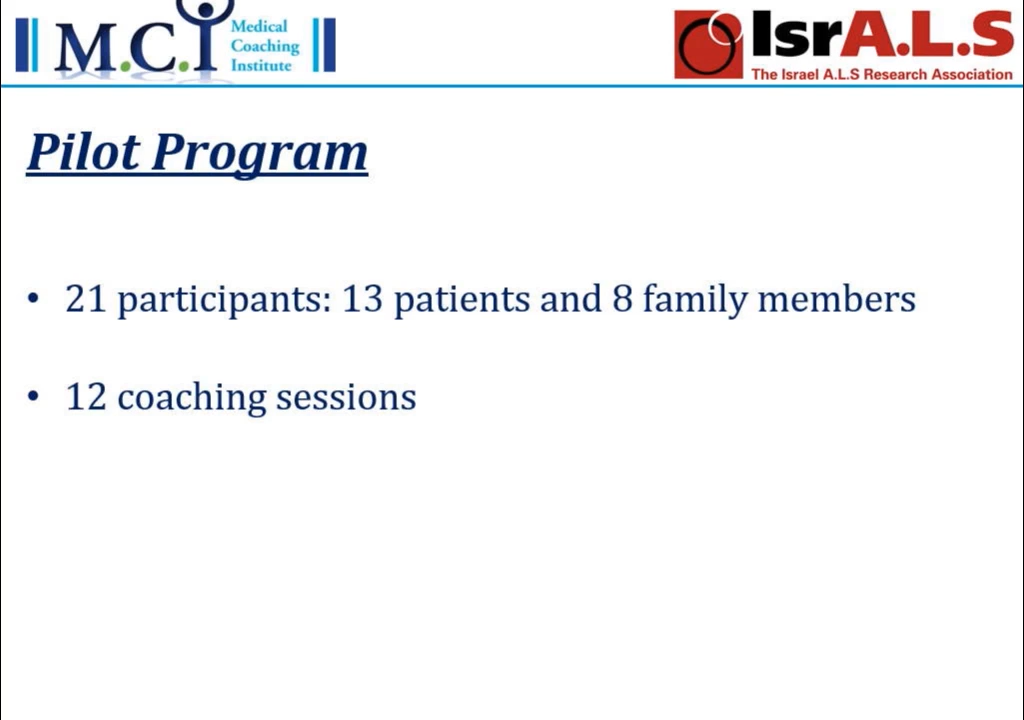 M.C.I
Medical
Coaching
Institute
IsrA.L.S
The Israel A.L.S Research Association
Pilot Program
• 21 participants: 13 patients and 8 family members
• 12 coaching sessions